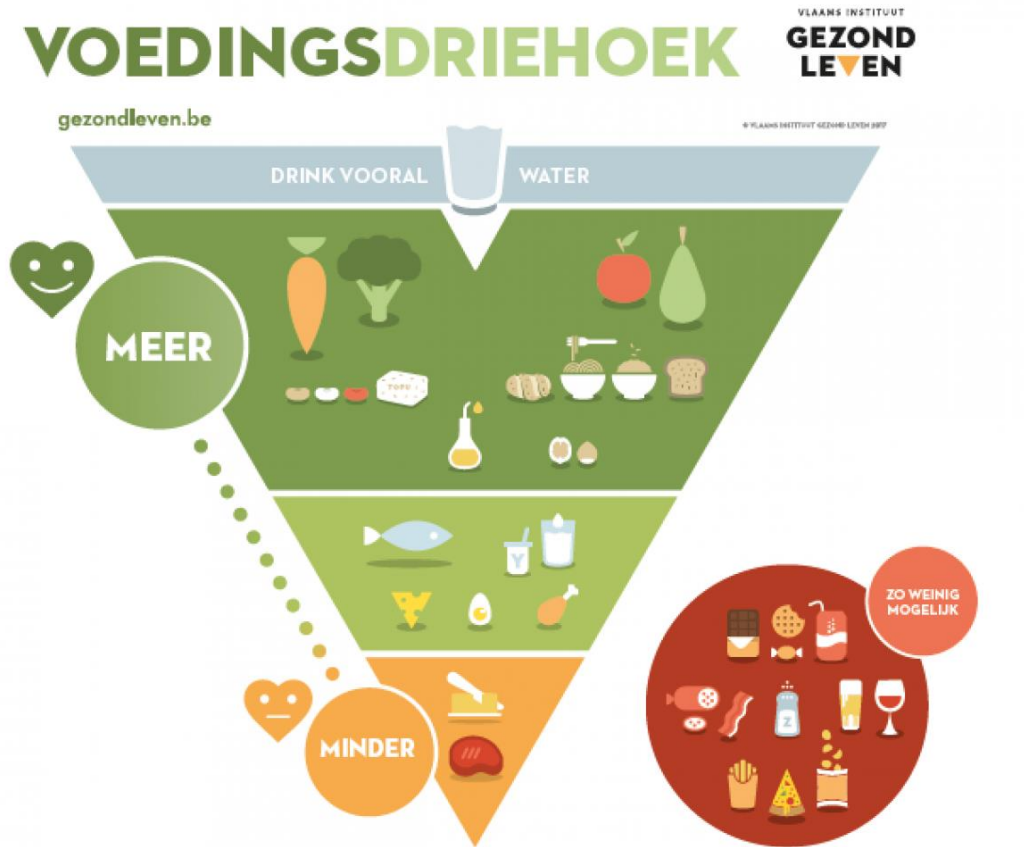 VOEDINGSDRIEHOEK
VLAAMS INSTITUUT
GEZOND
LEVEN
gezondleven.be
© VLAAMS INSTITUUT GEZOND LEVEN 2017
DRINK VOORAL WATER
MEER
TOFU
Y
ZO WEINIG
MOGELIJK
Z
MINDER